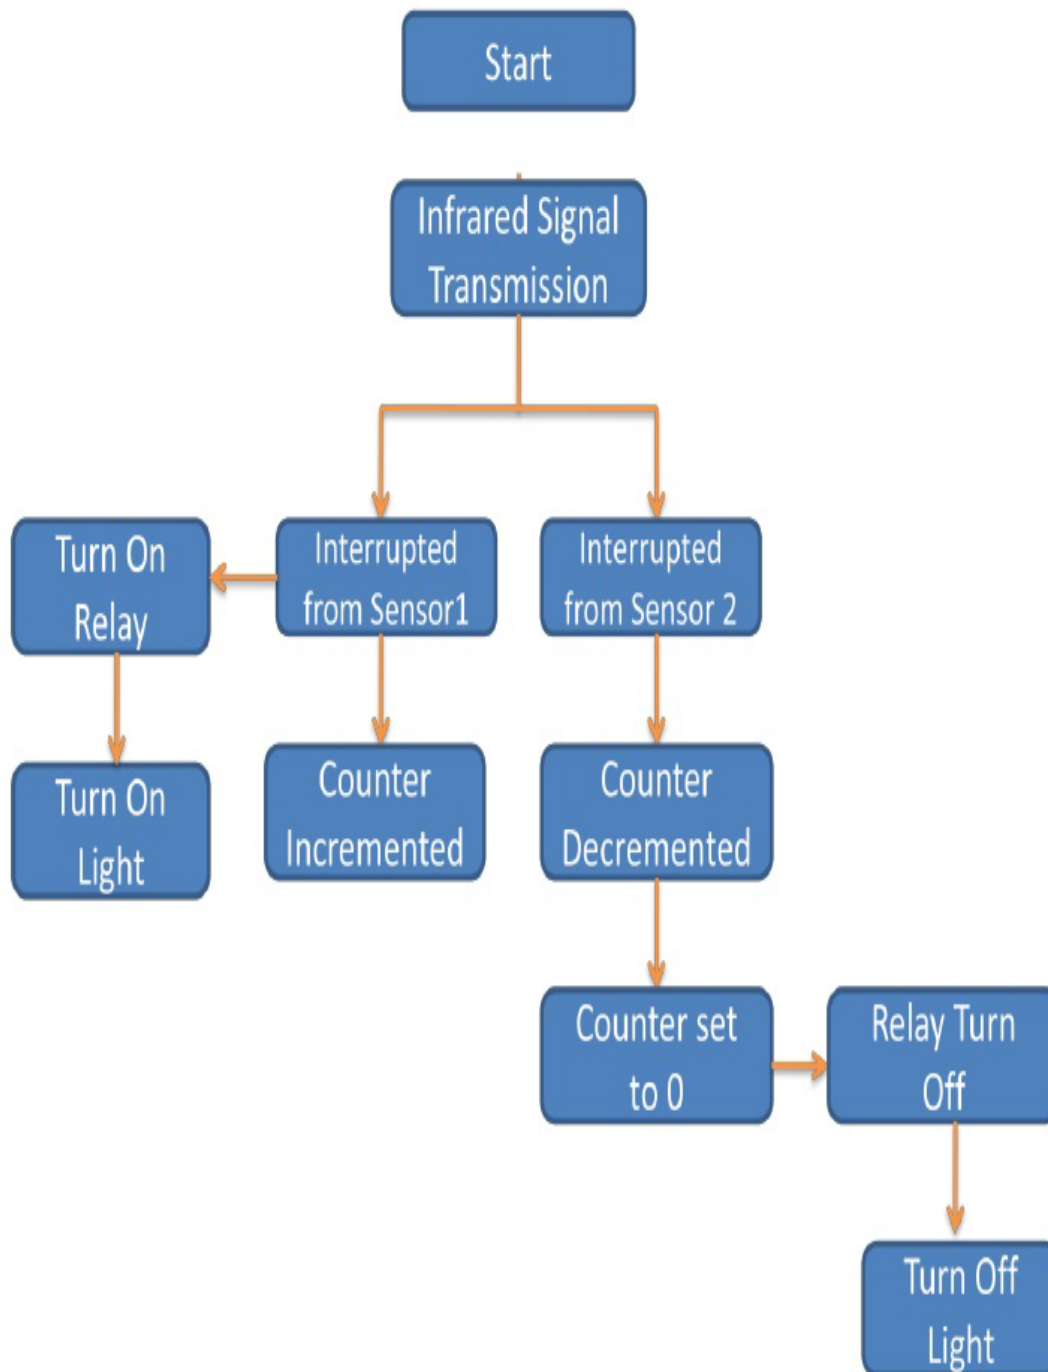 Start
Infrared Signal
Transmission
Turn On
Relay
Interrupted
from Sensor1
Interrupted
from Sensor 2
Turn On
Light
Counter
Incremented
Counter
Decremented
Counter set
to 0
Relay Turn
Off
Turn Off
Light